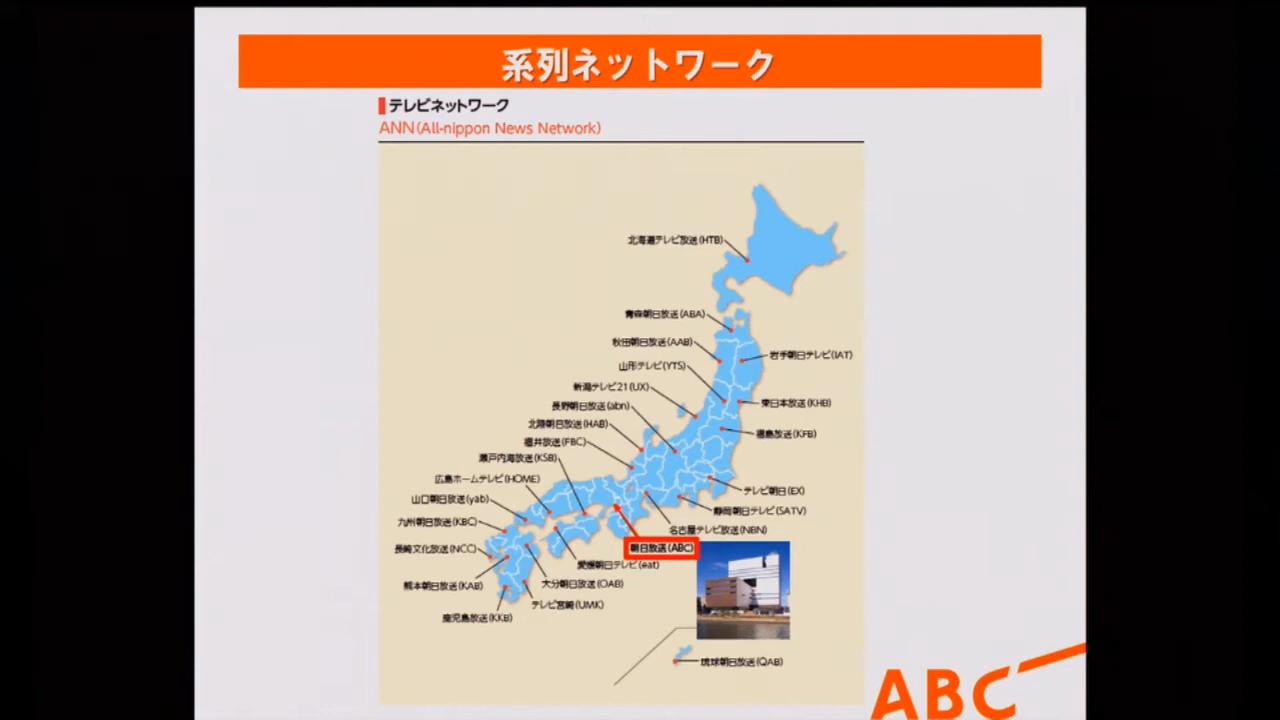 系列ネットワーク
テレビネットワーク
ANN(All-nippon News Network)
北海道テレビ放送(HTB)
青森朝日放送(ABA)
秋田朝日放送(AAB)
岩手朝日テレビ(IAT)
山形テレビ(YTS)
新潟テレビ21(UX)
長野朝日放送(abn)
東日本放送(KHB)
北陸朝日放送(HAB)
福島放送(KFB)
福井放送(FBC)
瀬戸内海放送(KSB)
広島ホームテレビ(HOME)
テレビ朝日(EX)
山口朝日放送(yab)
静岡朝日テレビ(SATV)
九州朝日放送(KBC)
名古屋テレビ放送(NBN)
長崎文化放送(NCC)
朝日放送(ABC)
愛媛朝日テレビ(eat)
熊本朝日放送(KAB)
大分朝日放送(OAB)
テレビ宮崎(UMK)
鹿児島放送(KKB)
琉球朝日放送(QAB)
ABC